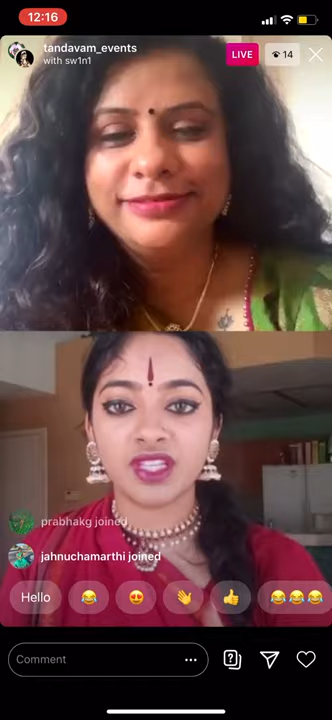 12:16
tandavam_events
with sw1n1
LIVE
14
prabhakg joined
jahnuchamarthi joined
Hello
Comment